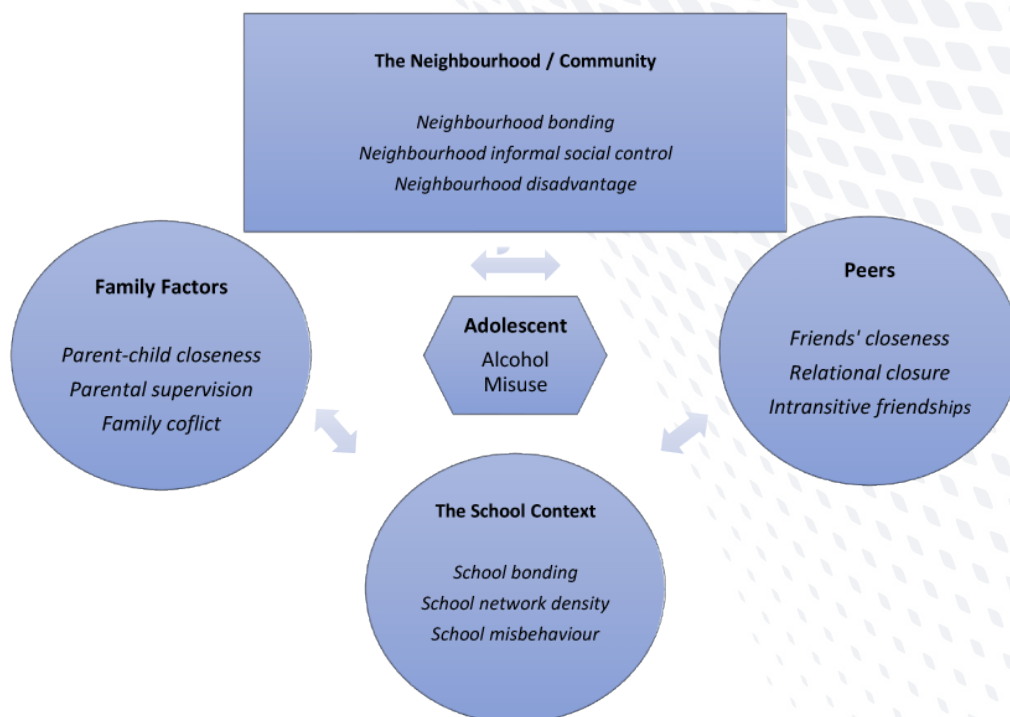 The Neighbourhood / Community
Neighbourhood bonding
Neighbourhood informal social control
Neighbourhood disadvantage
Family Factors
Parent-child closeness
Parental supervision
Family coflict
Adolescent
Alcohol
Misuse
Peers
Friends' closeness
Relational closure
Intransitive friendships
The School Context
School bonding
School network density
School misbehaviour